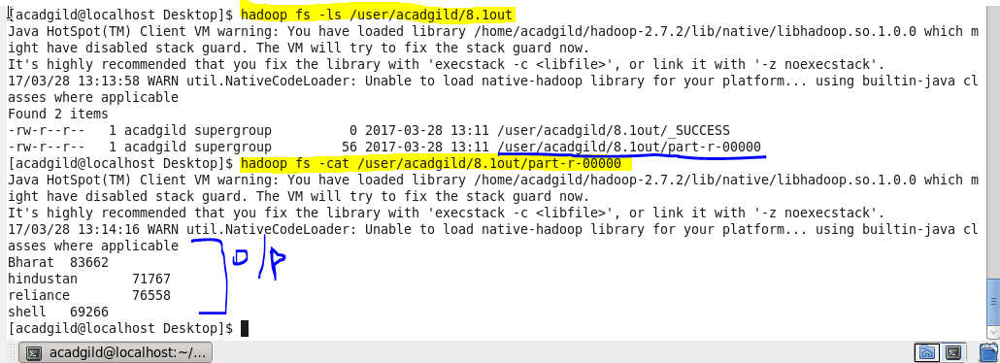 [acadgild@localhost Desktop]$ hadoop fs -ls /user/acadgild/8.1out
Java HotSpot(TM) Client VM warning: You have loaded library /home/acadgild/hadoop-2.7.2/lib/native/libhadoop.so.1.0.0 which m
ight have disabled stack guard. The VM will try to fix the stack guard now.
It's highly recommended that you fix the library with 'execstack -c <libfile>', or link it with '-z noexecstack'.
17/03/28 13:13:58 WARN util.NativeCodeLoader: Unable to load native-hadoop library for your platform... using builtin-java cl
asses where applicable
Found 2 items
-rw-r--r--   1 acadgild supergroup          0 2017-03-28 13:11 /user/acadgild/8.1out/_SUCCESS
-rw-r--r--   1 acadgild supergroup         56 2017-03-28 13:11 /user/acadgild/8.1out/part-r-00000
[acadgild@localhost Desktop]$ hadoop fs -cat /user/acadgild/8.1out/part-r-00000
Java HotSpot(TM) Client VM warning: You have loaded library /home/acadgild/hadoop-2.7.2/lib/native/libhadoop.so.1.0.0 which m
ight have disabled stack guard. The VM will try to fix the stack guard now.
It's highly recommended that you fix the library with 'execstack -c <libfile>', or link it with '-z noexecstack'.
17/03/28 13:14:16 WARN util.NativeCodeLoader: Unable to load native-hadoop library for your platform... using builtin-java cl
asses where applicable
Bharat  83662
O/P
hindustan       71767
reliance        76558
shell   69266
[acadgild@localhost Desktop]$
acadgild@localhost:~/...